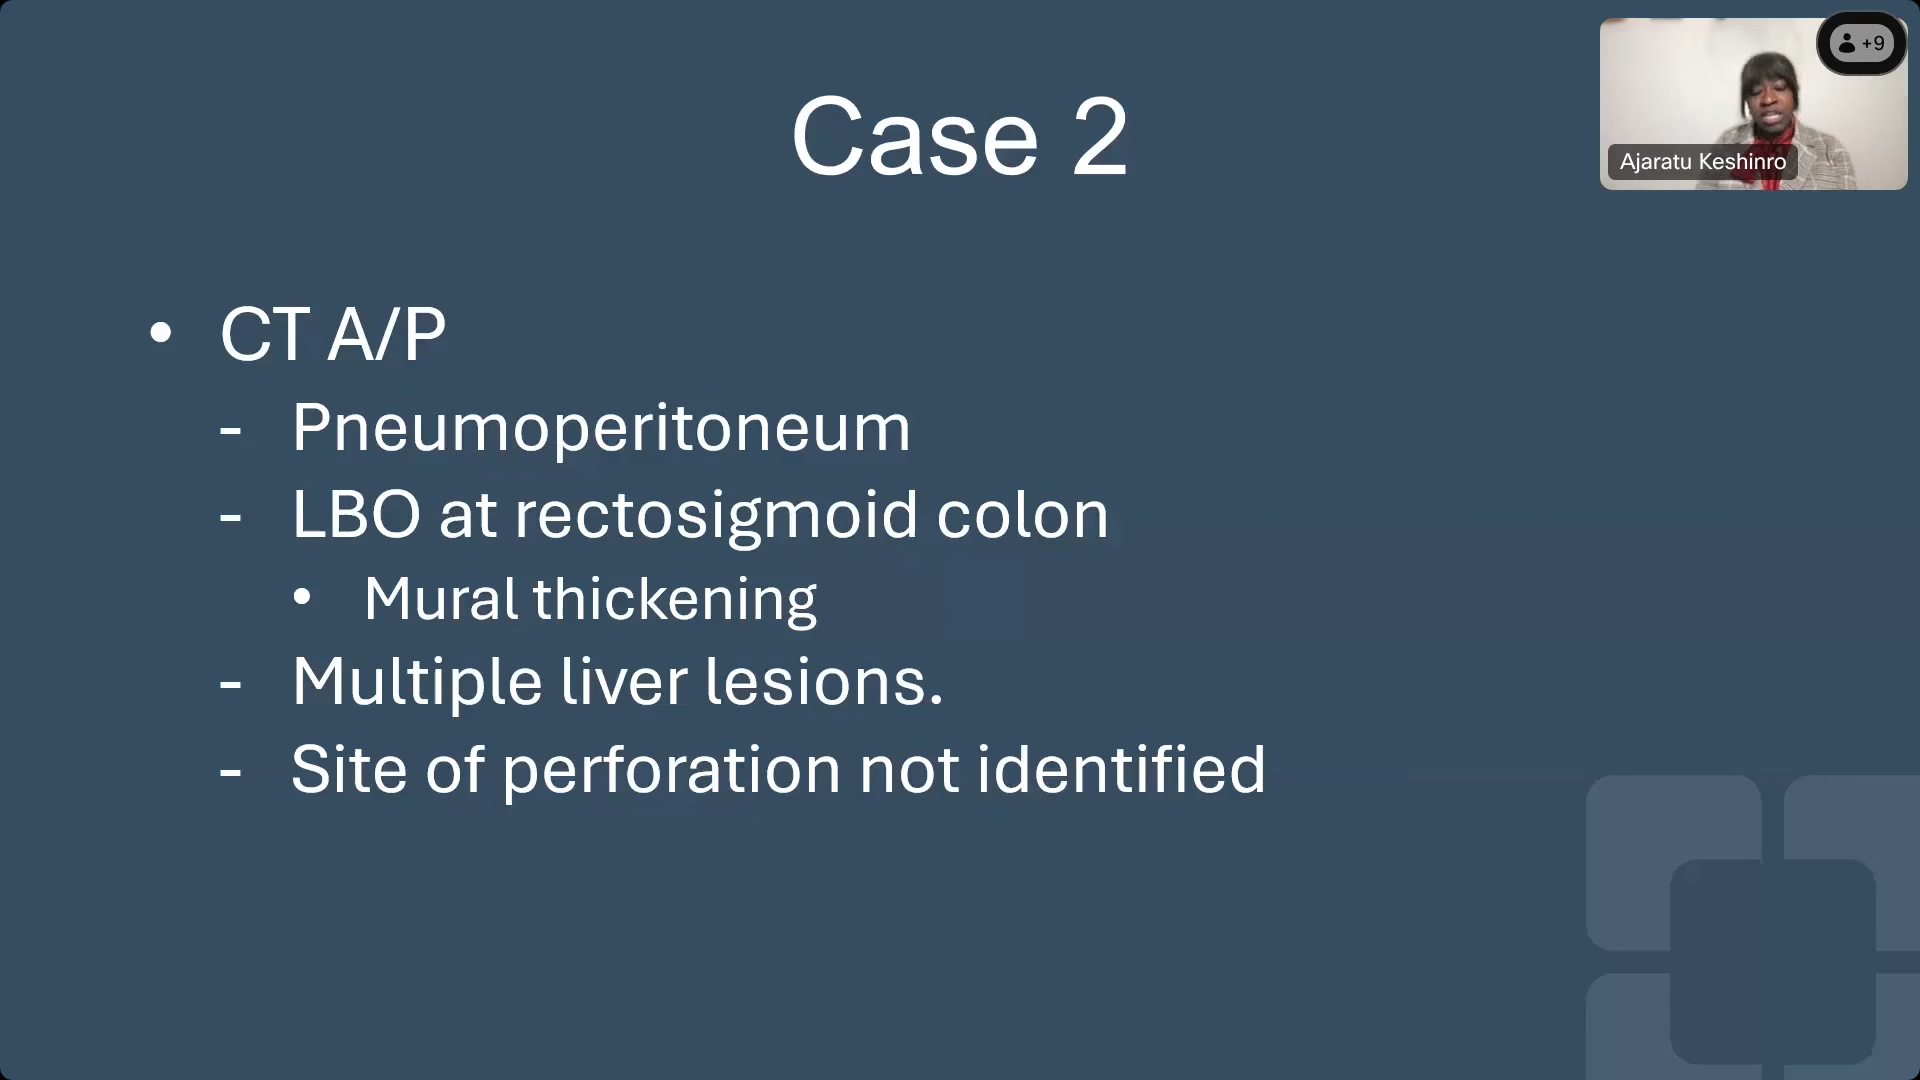 Case 2
+9
Ajaratu Keshinro
• CT A/P
- Pneumoperitoneum
- LBO at rectosigmoid colon
• Mural thickening
- Multiple liver lesions.
- Site of perforation not identified